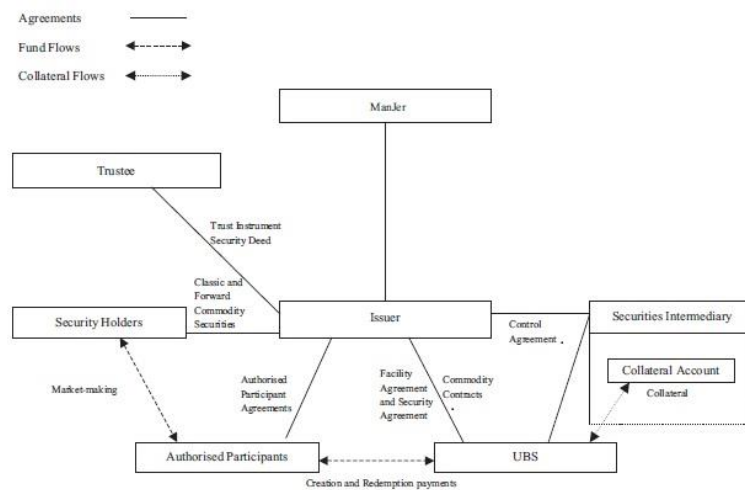 Agreements
Fund Flows
Collateral Flows
ManJer
Trustee
Trust Instrument
Security Deed
Classic and
Forward
Commodity
Securities
Security Holders
Issuer
Securities Intermediary
Control
Agreement .
Collateral Account
Collateral
Market-making
Authorised
Participant
Agreements
Facility
Agreement
and Security
Agreement
Commodity
Contracts
.
Authorised Participants
UBS
Creation and Redemption payments